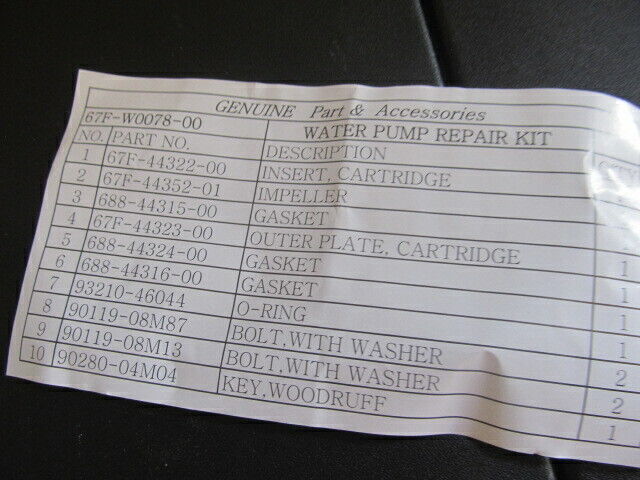 GENUINE Part & Accessories
67F-W0078-00 WATER PUMP REPAIR KIT
NO. PART NO. DESCRIPTION
1 67F-44322-00 INSERT, CARTRIDGE
2 67F-44352-01 IMPELLER
3 688-44315-00 GASKET
4 67F-44323-00 OUTER PLATE, CARTRIDGE 1
5 688-44324-00 GASKET 1
6 688-44316-00 GASKET 1
7 93210-46044 O-RING 1
8 90119-08M87 BOLT,WITH WASHER 2
9 90119-08M13 BOLT,WITH WASHER 2
10 90280-04M04 KEY,WOODRUFF 1